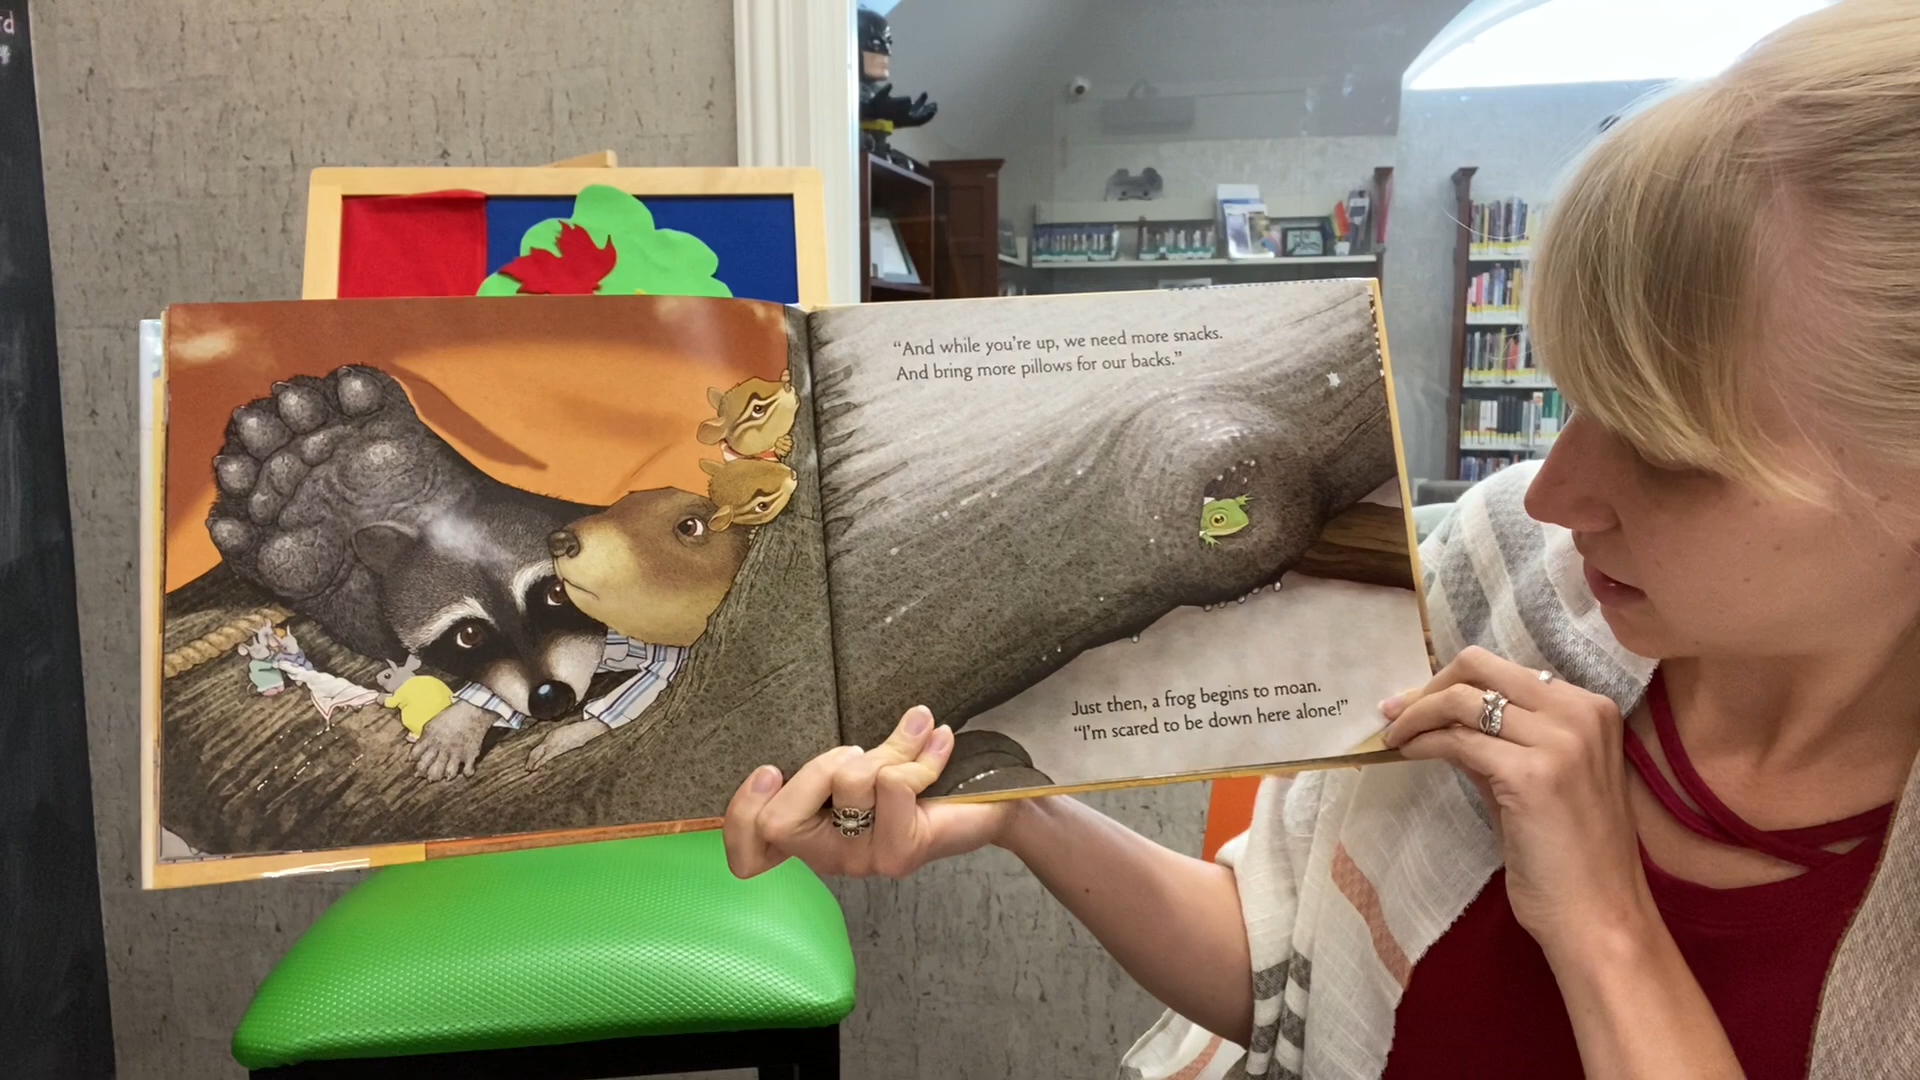 “And while you’re up, we need more snacks.
And bring more pillows for our backs.”
Just then, a frog begins to moan.
“I’m scared to be down here alone!”